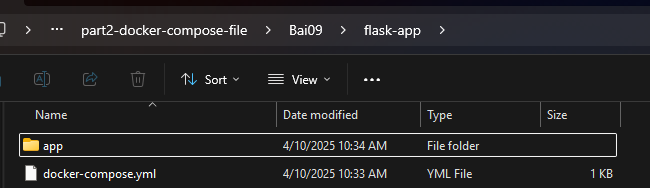 part2-docker-compose-file > Bai09 > flask-app >
Sort View
Name Date modified Type Size
app 4/10/2025 10:34 AM File folder
docker-compose.yml 4/10/2025 10:33 AM YML File 1 KB